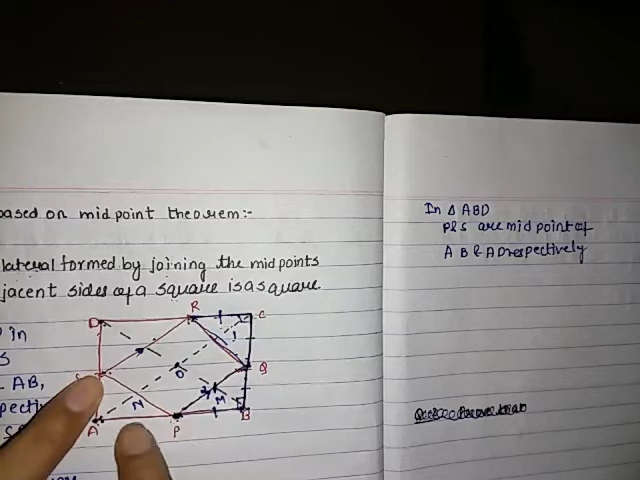 based on mid point theorem:-
lateral formed by joining the mid points
jacent sides of a square is a square.
D R C
in
AB,
S Q
O
N M B
A P
In Δ ABD
P & S are mid point of
AB & AD respectively